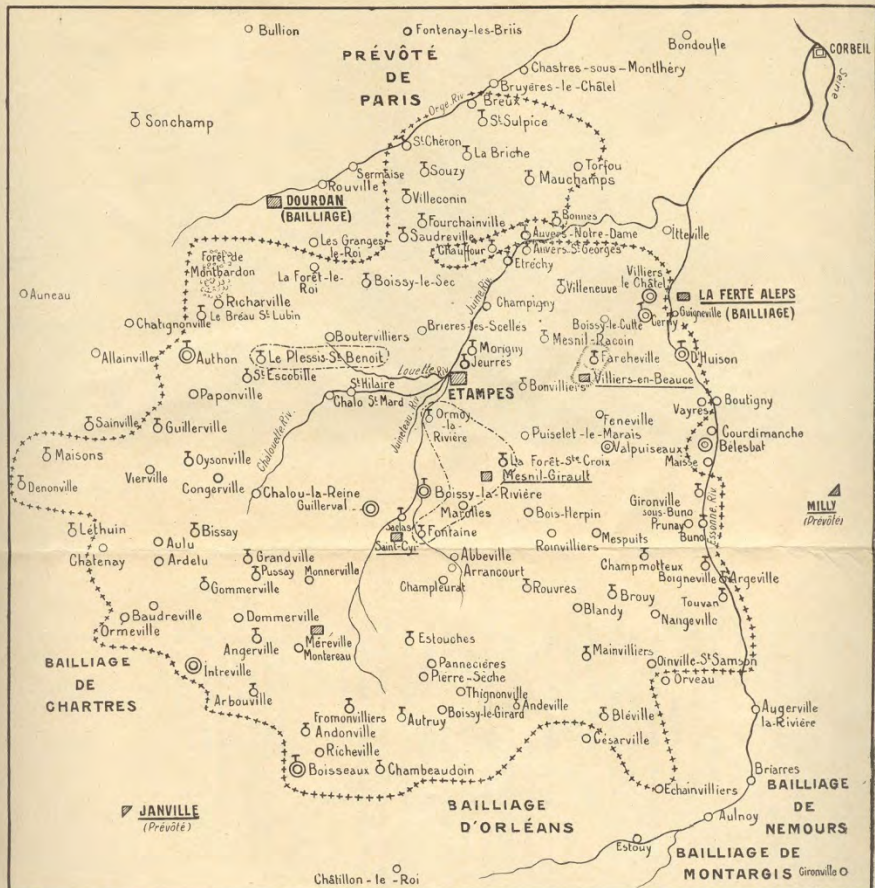 Bullion
Fontenay-les-Briis
Bondoufle
CORBEIL
PRÉVÔTÉ
DE
PARIS
Chastres-sous-Montlhéry
Bruyères-le-Châtel
Seine
Orge. Riv.
Breux
Sonchamp
St Sulpice
St Chéron
La Briche
Torfou
Sermaise
Souzy
Mauchamps
Rouville
DOURDAN
(BAILLIAGE)
Villeconin
Fourchainville
Bonnes
Saudreville
Auvers-Notre-Dame
Itteville
Les Granges-
le-Roi
Chauffour
Auvers St Georges
Etréchy
Forêt de
Montbardon
La Forêt-le-
Roi
Boissy-le-Sec
Villeneuve
Villiers
le Châtel
LA FERTÉ ALEPS
(BAILLIAGE)
Auneau
Richarville
Le Bréau St Lubin
Juine. Riv.
Champigny
Cerny
Guigneville
Chatignonville
Boutervilliers
Brières-les-Scellés
Boissy-le-Cutté
Mesnil-Racoin
Allainville
Authon
Le Plessis-St Benoit
Morigny
Jeurres
Farcheville
D'Huison
St Escobille
Louette. Riv.
ETAMPES
Bonvilliers
Villiers-en-Beauce
Paponville
St Hilaire
Chalo St Mard
Vayres
Boutigny
Juineteau. Riv
Ormoy-
la-
Rivière
Feneville
Sainville
Guillerville
Chalouette. Riv.
Puiselet-le-Marais
Valpuiseaux
Courdimanche
Bélesbat
Maisons
Oysonville
La Forêt-Ste Croix
Maisse
Vierville
Congerville
Mesnil-Girault
Denonville
Chalou-la-Reine
Guillerval
Boissy-la-
Rivière
Gironville
sous-Buno
MILLY
(Prévôté)
Marolles
Bois-Herpin
Prunay
Essonne. Riv
Léthuin
Bissay
Saclas
Saint-Cyr
Fontaine
Roinvilliers
Mespuits
Buno
Châtenay
Aulu
Ardelu
Grandville
Abbeville
Arrancourt
Champmotteux
Pussay
Monnerville
Boigneville
Argeville
Gommerville
Champleurat
Rouvres
Brouy
Touvan
Baudreville
Ormeville
Dommerville
Blandy
Nangeville
Angerville
Méréville
Montereau
Estouches
Mainvilliers
BAILLIAGE
DE
CHARTRES
Intreville
Pannecières
Pierre-Sèche
Oinville-St Samson
Orveau
Arbouville
Thignonville
Fromonvilliers
Autruy
Boissy-le-Girard
Andeville
Bléville
Augerville
la-Rivière
Andonville
Richeville
Césarville
Boisseaux
Chambeaudoin
Echainvilliers
Briarres
JANVILLE
(Prévôté)
BAILLIAGE
D'ORLÉANS
BAILLIAGE
DE
NEMOURS
Aulnoy
Estouy
BAILLIAGE DE
MONTARGIS
Gironville
Châtillon-le-Roi